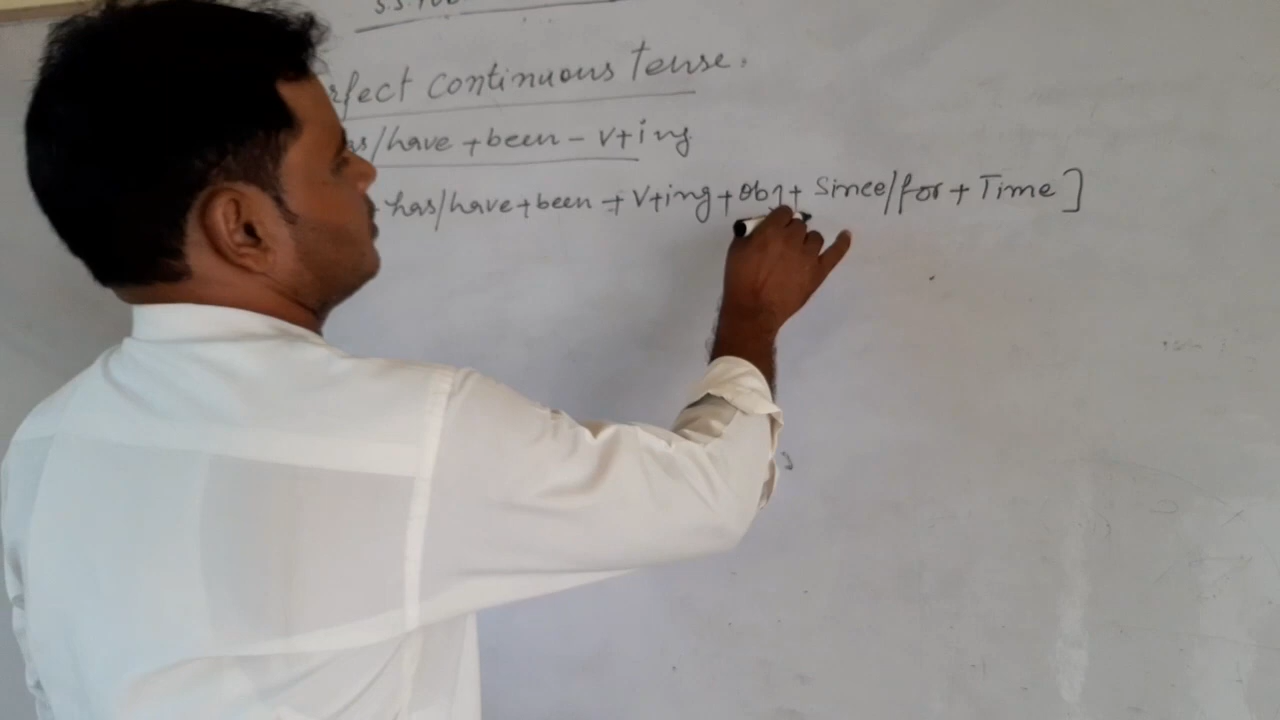 rfect continuous Tense.
as/have + been - v+ing
has/have + been + V+ing + obj + Since/for + Time ]